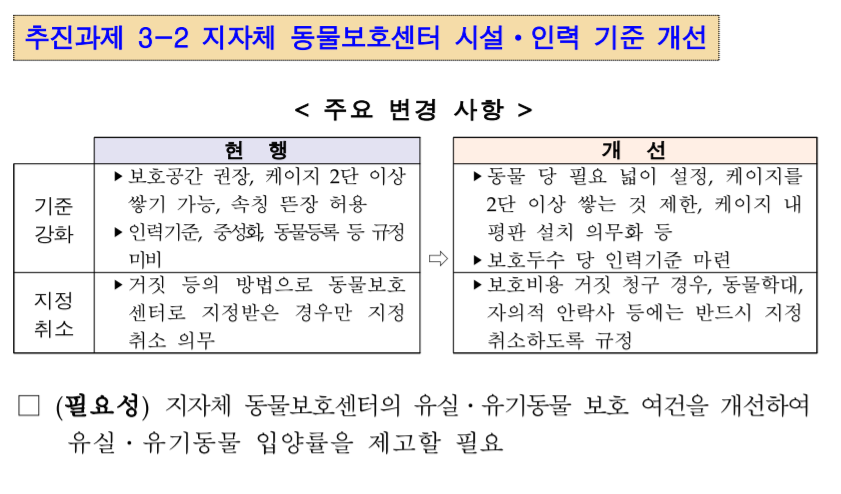 추진과제 3-2 지자체 동물보호센터 시설·인력 기준 개선
< 주요 변경 사항 >
현 행
개 선
기준
강화
▸보호공간 권장, 케이지 2단 이상
쌓기 가능, 속칭 뜬장 허용
▸인력기준, 중성화, 동물등록 등 규정
미비
⇨
▸동물 당 필요 넓이 설정, 케이지를
2단 이상 쌓는 것 제한, 케이지 내
평판 설치 의무화 등
▸보호두수 당 인력기준 마련
지정
취소
▸거짓 등의 방법으로 동물보호
센터로 지정받은 경우만 지정
취소 의무
▸보호비용 거짓 청구 경우, 동물학대,
자의적 안락사 등에는 반드시 지정
취소하도록 규정
□ (필요성) 지자체 동물보호센터의 유실·유기동물 보호 여건을 개선하여
유실·유기동물 입양률을 제고할 필요